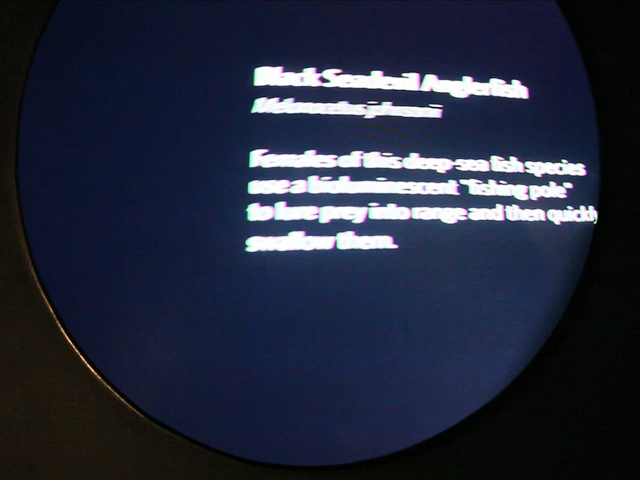 Black Seadevil Anglerfish
Melanocetus johnsonii
Females of this deep-sea fish species
use a bioluminescent "fishing pole"
to lure prey into range and then quickly
swallow them.